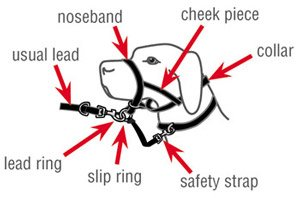 noseband
cheek piece
usual lead
collar
lead ring
slip ring
safety strap